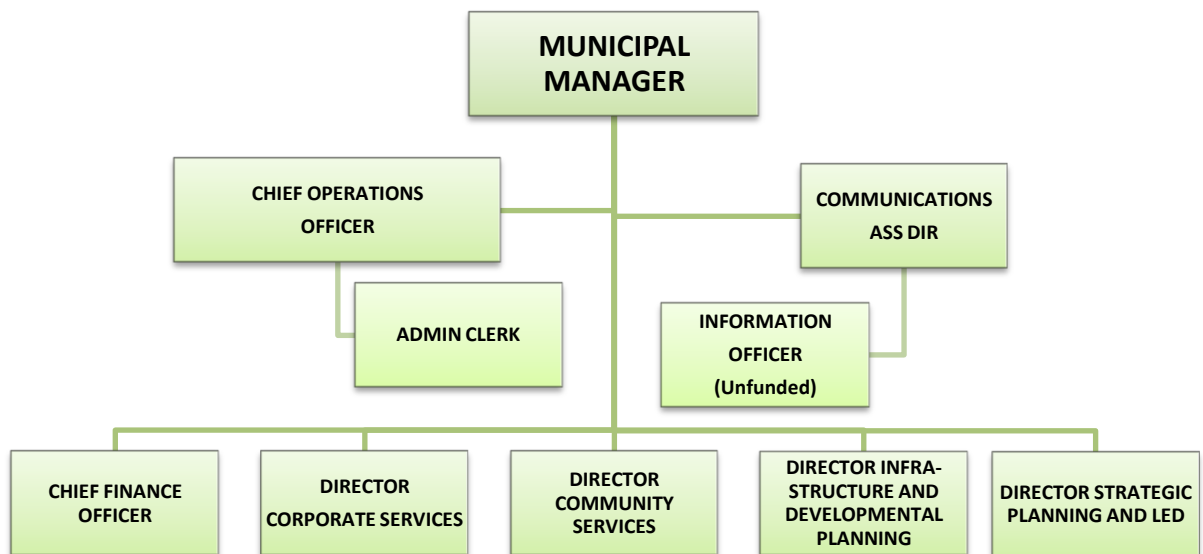 MUNICIPAL
MANAGER
CHIEF OPERATIONS
OFFICER
COMMUNICATIONS
ASS DIR
ADMIN CLERK
INFORMATION
OFFICER
(Unfunded)
CHIEF FINANCE
OFFICER
DIRECTOR
CORPORATE SERVICES
DIRECTOR
COMMUNITY
SERVICES
DIRECTOR INFRA-
STRUCTURE AND
DEVELOPMENTAL
PLANNING
DIRECTOR STRATEGIC
PLANNING AND LED